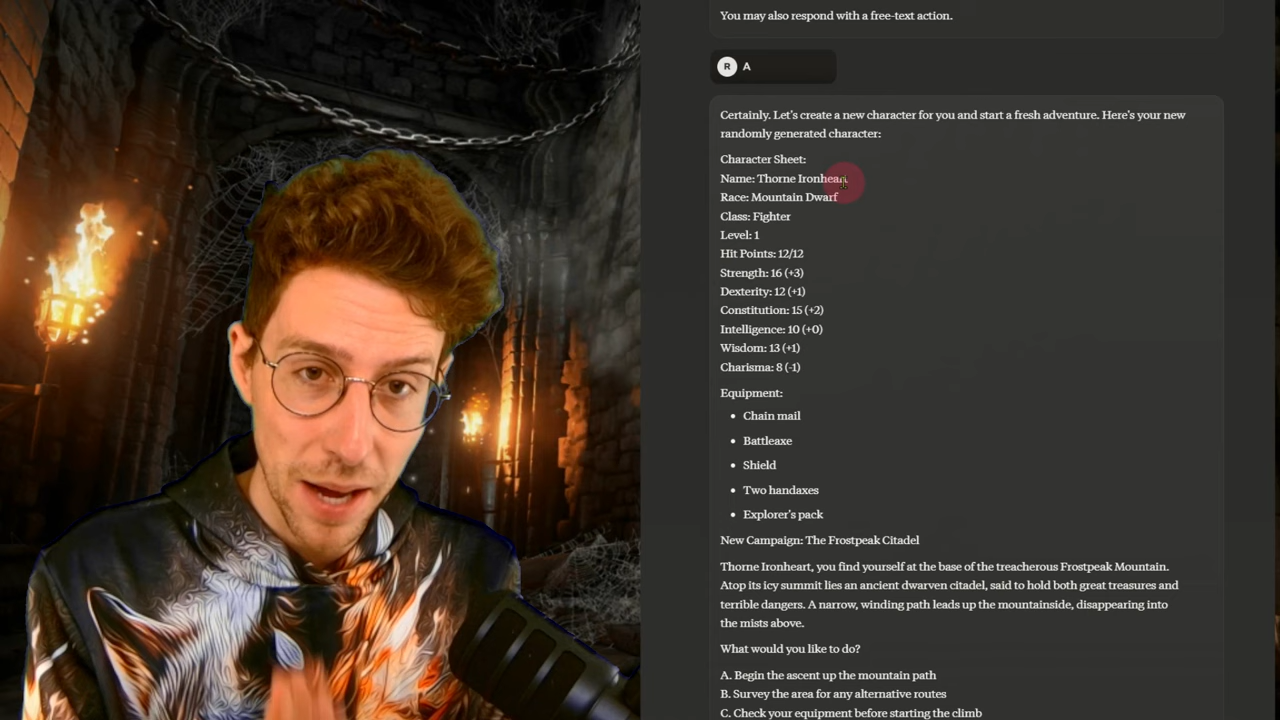 You may also respond with a free-text action.
R A
Certainly. Let's create a new character for you and start a fresh adventure. Here's your new
randomly generated character:
Character Sheet:
Name: Thorne Ironheart
Race: Mountain Dwarf
Class: Fighter
Level: 1
Hit Points: 12/12
Strength: 16 (+3)
Dexterity: 12 (+1)
Constitution: 15 (+2)
Intelligence: 10 (+0)
Wisdom: 13 (+1)
Charisma: 8 (-1)
Equipment:
• Chain mail
• Battleaxe
• Shield
• Two handaxes
• Explorer's pack
New Campaign: The Frostpeak Citadel
Thorne Ironheart, you find yourself at the base of the treacherous Frostpeak Mountain.
Atop its icy summit lies an ancient dwarven citadel, said to hold both great treasures and
terrible dangers. A narrow, winding path leads up the mountainside, disappearing into
the mists above.
What would you like to do?
A. Begin the ascent up the mountain path
B. Survey the area for any alternative routes
C. Check your equipment before starting the climb